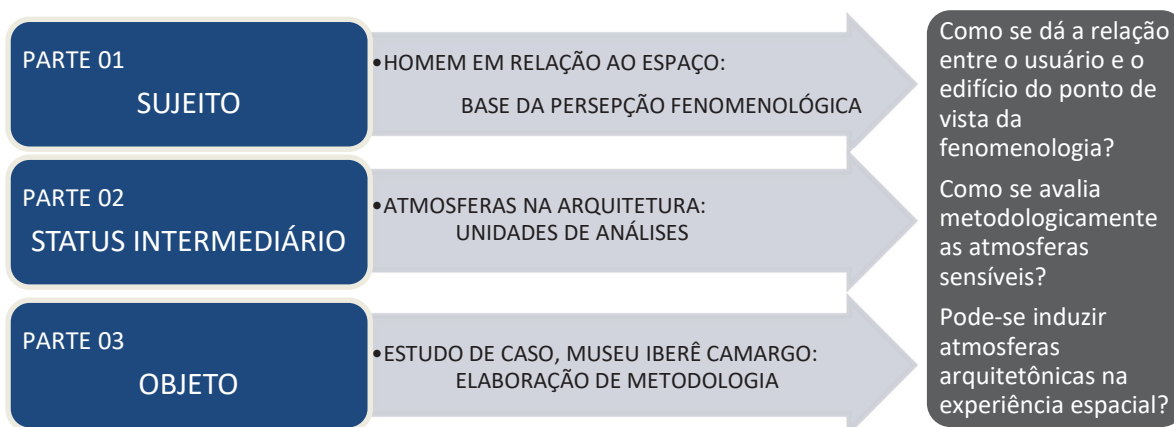 PARTE 01
SUJEITO
•HOMEM EM RELAÇÃO AO ESPAÇO:
BASE DA PERSEPÇÃO FENOMENOLÓGICA
PARTE 02
STATUS INTERMEDIÁRIO
•ATMOSFERAS NA ARQUITETURA:
UNIDADES DE ANÁLISES
PARTE 03
OBJETO
•ESTUDO DE CASO, MUSEU IBERÊ CAMARGO:
ELABORAÇÃO DE METODOLOGIA
Como se dá a relação
entre o usuário e o
edifício do ponto de
vista da
fenomenologia?
Como se avalia
metodologicamente
as atmosferas
sensíveis?
Pode-se induzir
atmosferas
arquitetônicas na
experiência espacial?